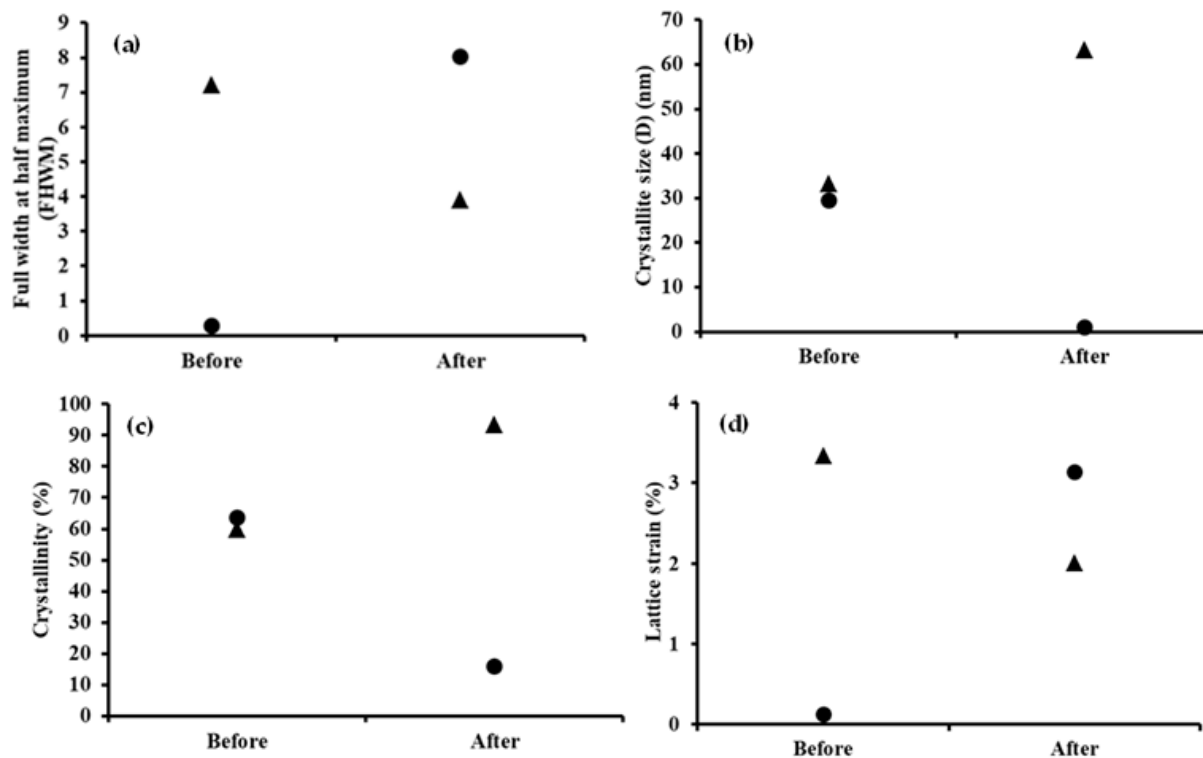 (a)
Full width at half maximum
(FHWM)
9
8
7
6
5
4
3
2
1
0
Before
After
(b)
Crystallite size (D) (nm)
70
60
50
40
30
20
10
0
Before
After
(c)
Crystallinity (%)
100
90
80
70
60
50
40
30
20
10
0
Before
After
(d)
Lattice strain (%)
4
3
2
1
0
Before
After